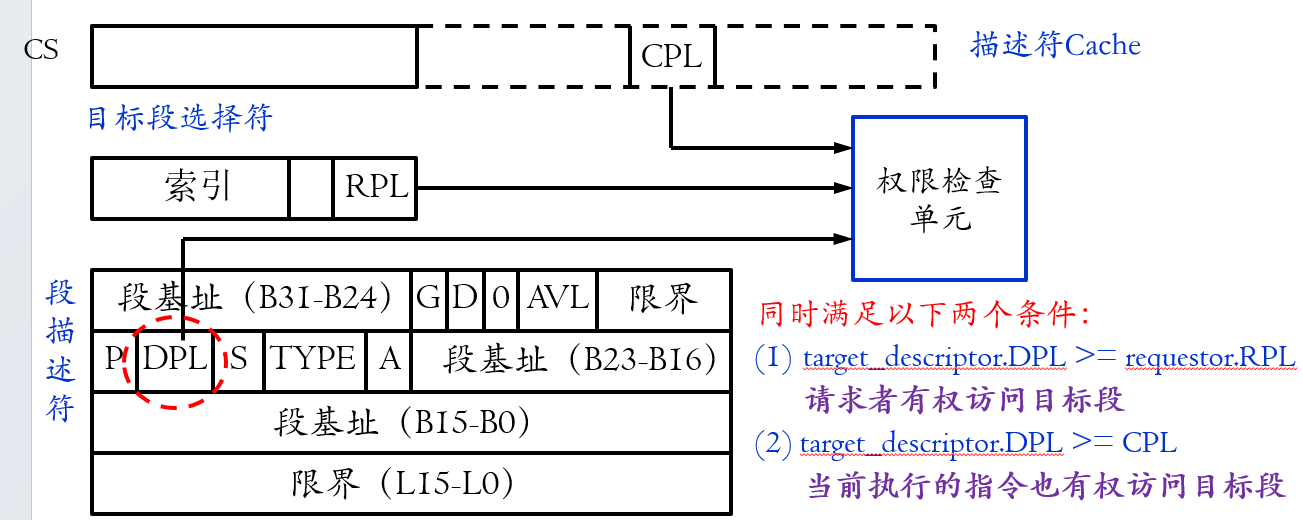 CS
CPL
描述符Cache
目标段选择符
索引
RPL
权限检查
单元
段描述符
段基址（B31-B24）
G
D
0
AVL
限界
P
DPL
S
TYPE
A
段基址（B23-B16）
段基址（B15-B0）
限界（L15-L0）
同时满足以下两个条件：
(1) target_descriptor.DPL >= requestor.RPL
请求者有权访问目标段
(2) target_descriptor.DPL >= CPL
当前执行的指令也有权访问目标段